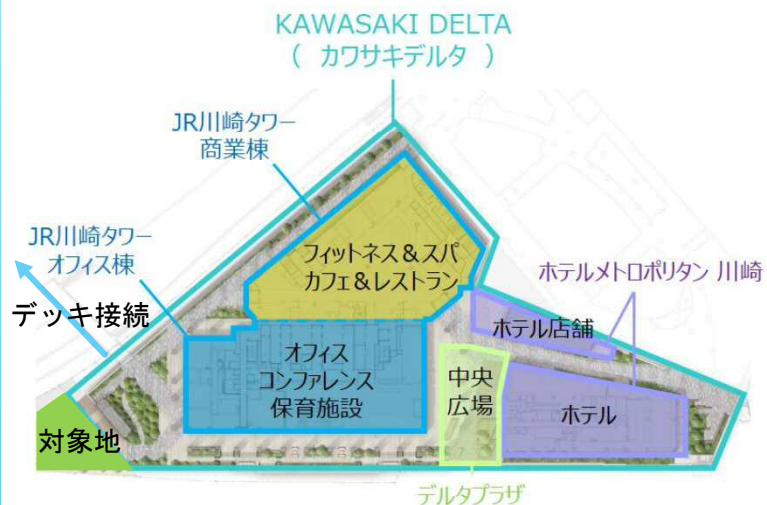 KAWASAKI DELTA
( カワサキデルタ )
JR川崎タワー
商業棟
JR川崎タワー
オフィス棟
デッキ接続
フィットネス＆スパ
カフェ＆レストラン
ホテルメトロポリタン 川崎
ホテル店舗
オフィス
コンファレンス
保育施設
中央
広場
ホテル
対象地
デルタプラザ